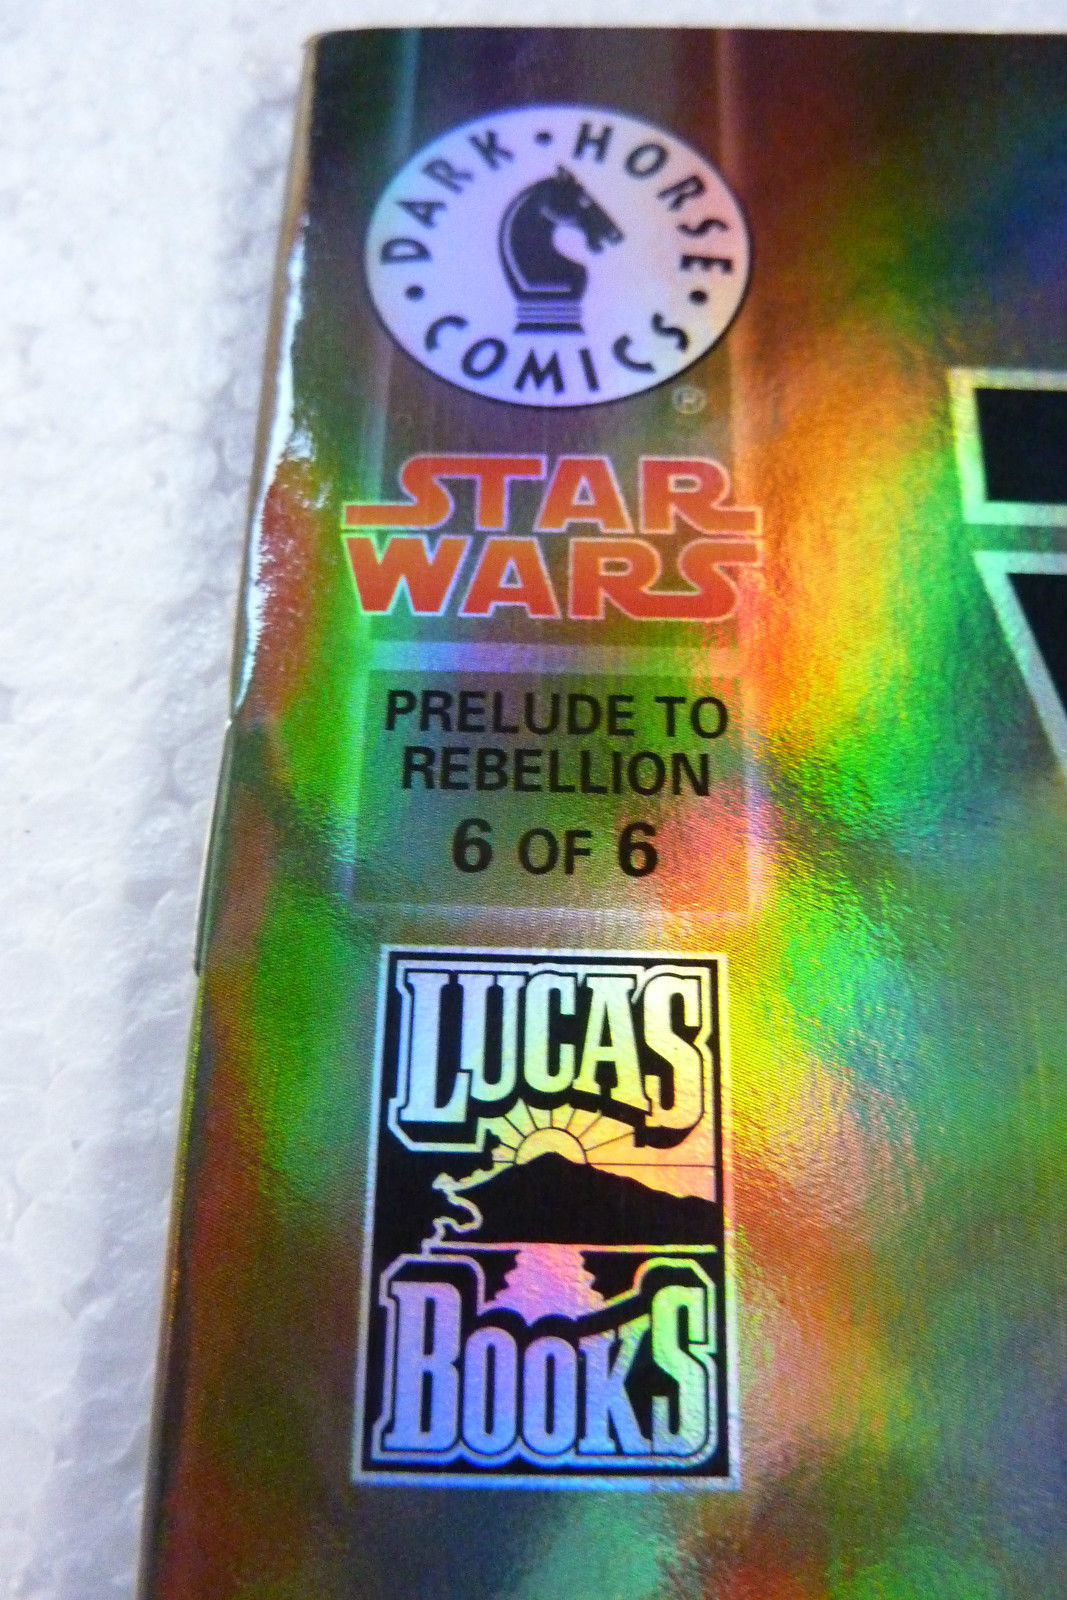 DARK • HORSE
• COMICS •
®
STAR
WARS
PRELUDE TO
REBELLION
6 OF 6
LUCAS
BOOKS